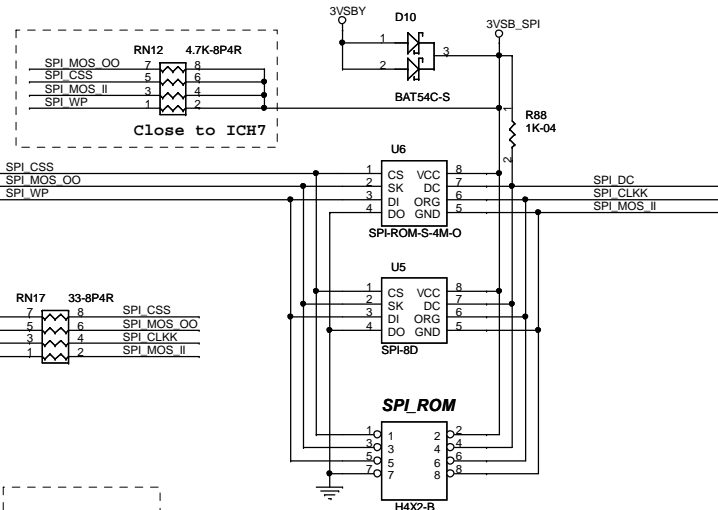 3VSBY
D10
3VSB_SPI
1
2
3
BAT54C-S
RN12 4.7K-8P4R
SPI_MOS_OO 7 8
SPI_CSS 5 6
SPI_MOS_II 3 4
SPI_WP 1 2
Close to ICH7
1
R88
1K-04
2
SPI_CSS
SPI_MOS_OO
SPI_WP
U6
1 CS VCC 8
2 SK DC 7
3 DI ORG 6
4 DO GND 5
SPI-ROM-S-4M-O
SPI_DC
SPI_CLKK
SPI_MOS_II
U5
1 CS VCC 8
2 SK DC 7
3 DI ORG 6
4 DO GND 5
SPI-8D
RN17 33-8P4R
7 8 SPI_CSS
5 6 SPI_MOS_OO
3 4 SPI_CLKK
1 2 SPI_MOS_II
SPI_ROM
1 1 2 2
3 3 4 4
5 5 6 6
7 7 8 8
H4X2-B